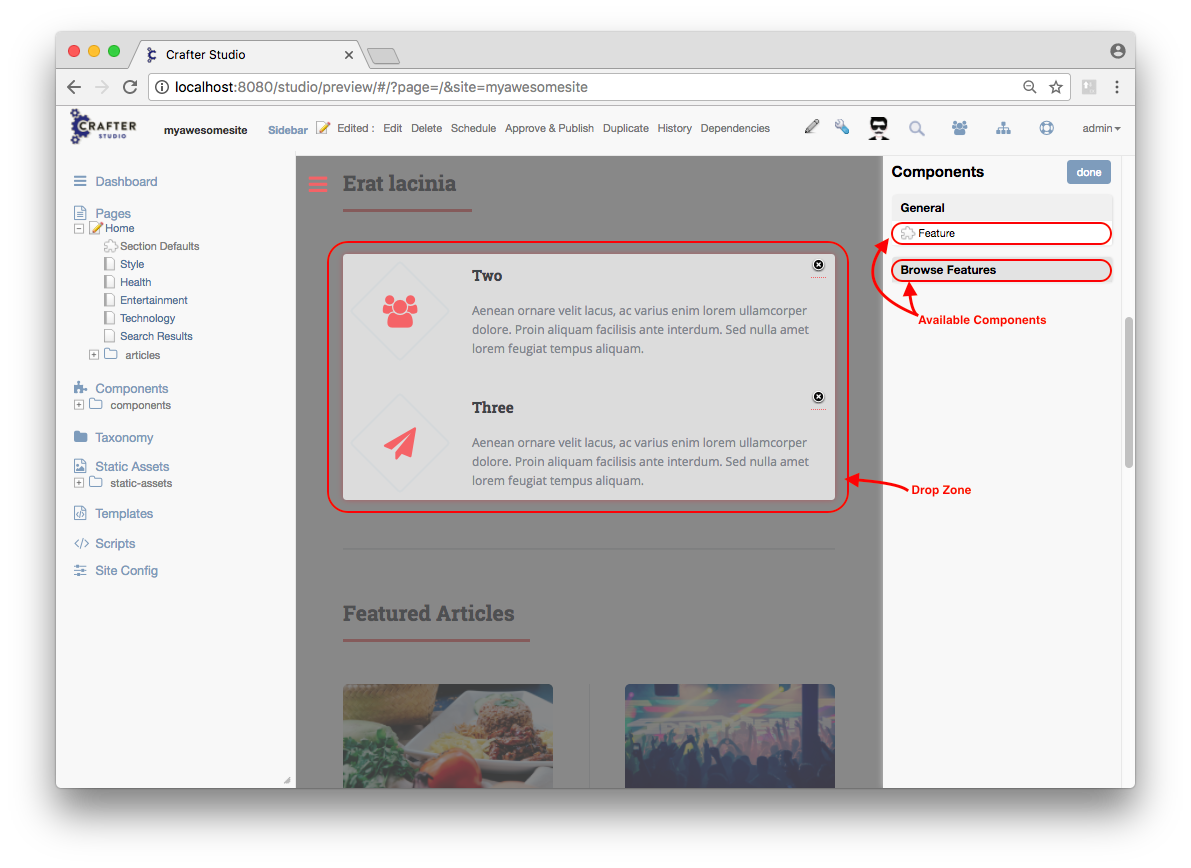 Crafter Studio
localhost:8080/studio/preview/#/?page=/&site=myawesomesite
CRAFTER
STUDIO
myawesomesite
Sidebar
Edited :
Edit
Delete
Schedule
Approve & Publish
Duplicate
History
Dependencies
admin
Dashboard
Pages
Home
Section Defaults
Style
Health
Entertainment
Technology
Search Results
articles
Components
components
Taxonomy
Static Assets
static-assets
Templates
Scripts
Site Config
Erat lacinia
Two
Aenean ornare velit lacus, ac varius enim lorem ullamcorper
dolore. Proin aliquam facilisis ante interdum. Sed nulla amet
lorem feugiat tempus aliquam.
Three
Aenean ornare velit lacus, ac varius enim lorem ullamcorper
dolore. Proin aliquam facilisis ante interdum. Sed nulla amet
lorem feugiat tempus aliquam.
Featured Articles
Components
done
General
Feature
Browse Features
Available Components
Drop Zone